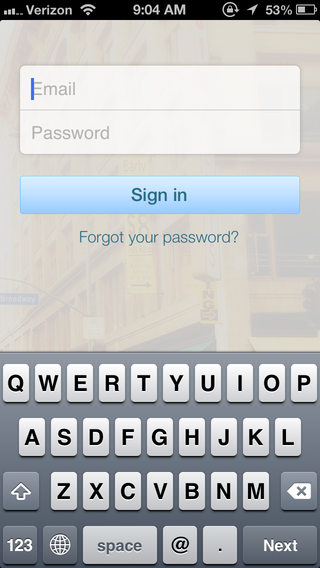 Verizon 9:04 AM 53%
Email
Password
Sign in
Forgot your password?
Broadway
Q W E R T Y U I O P
A S D F G H J K L
Z X C V B N M
123 space @ . Next